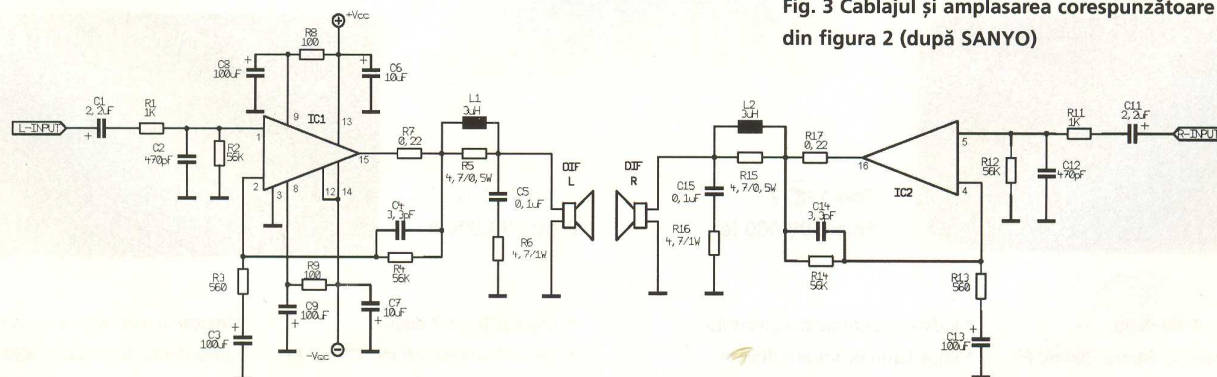 Fig. 3 Cablajul și amplasarea corespunzătoare
din figura 2 (după SANYO)
+Vcc
R8
100
C8
100uF
C6
10uF
L-INPUT
C1
2,2uF
R1
1K
C2
470pF
R2
56K
IC1
1
2
3
8
9
12
13
14
15
R7
0,22
L1
3uH
R5
4,7/0,5W
C5
0,1uF
R6
4,7/1W
DIF
L
C4
3,3pF
R4
56K
R3
560
C3
100uF
R9
100
C9
100uF
C7
10uF
-Vcc
DIF
R
L2
3uH
R15
4,7/0,5W
C15
0,1uF
R16
4,7/1W
R17
0,22
16
IC2
5
4
C14
3,3pF
R14
56K
R12
56K
C12
470pF
R11
1K
C11
2,2uF
R-INPUT
R13
560
C13
100uF